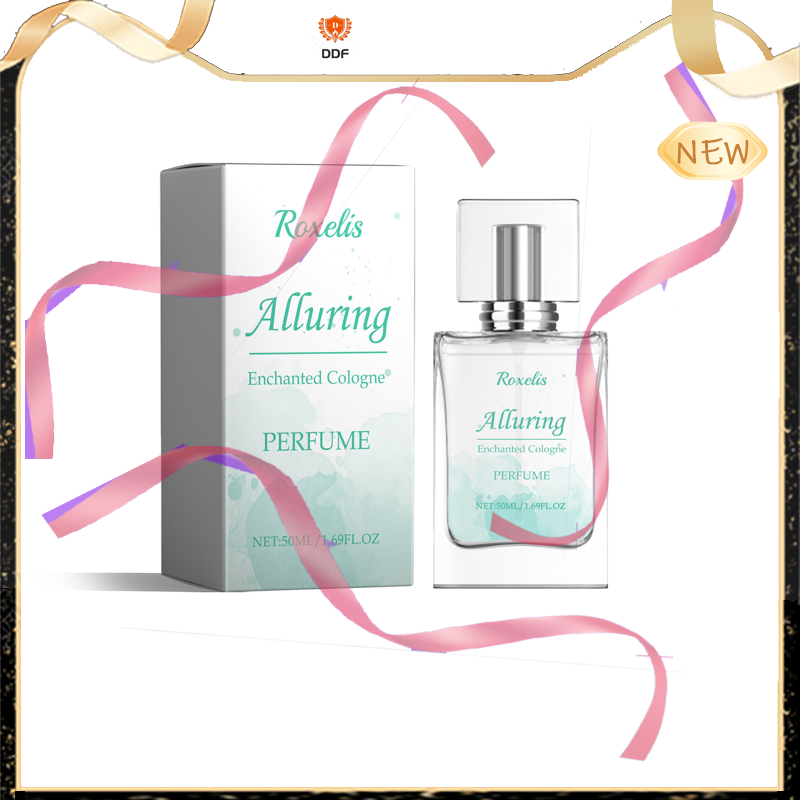 D
DDF
NEW
Roxelis
Alluring
Enchanted Cologne
PERFUME
NET:50ML/1.69FL.OZ
Roxelis
Alluring
Enchanted Cologne
PERFUME
NET:50ML/1.69FL.OZ